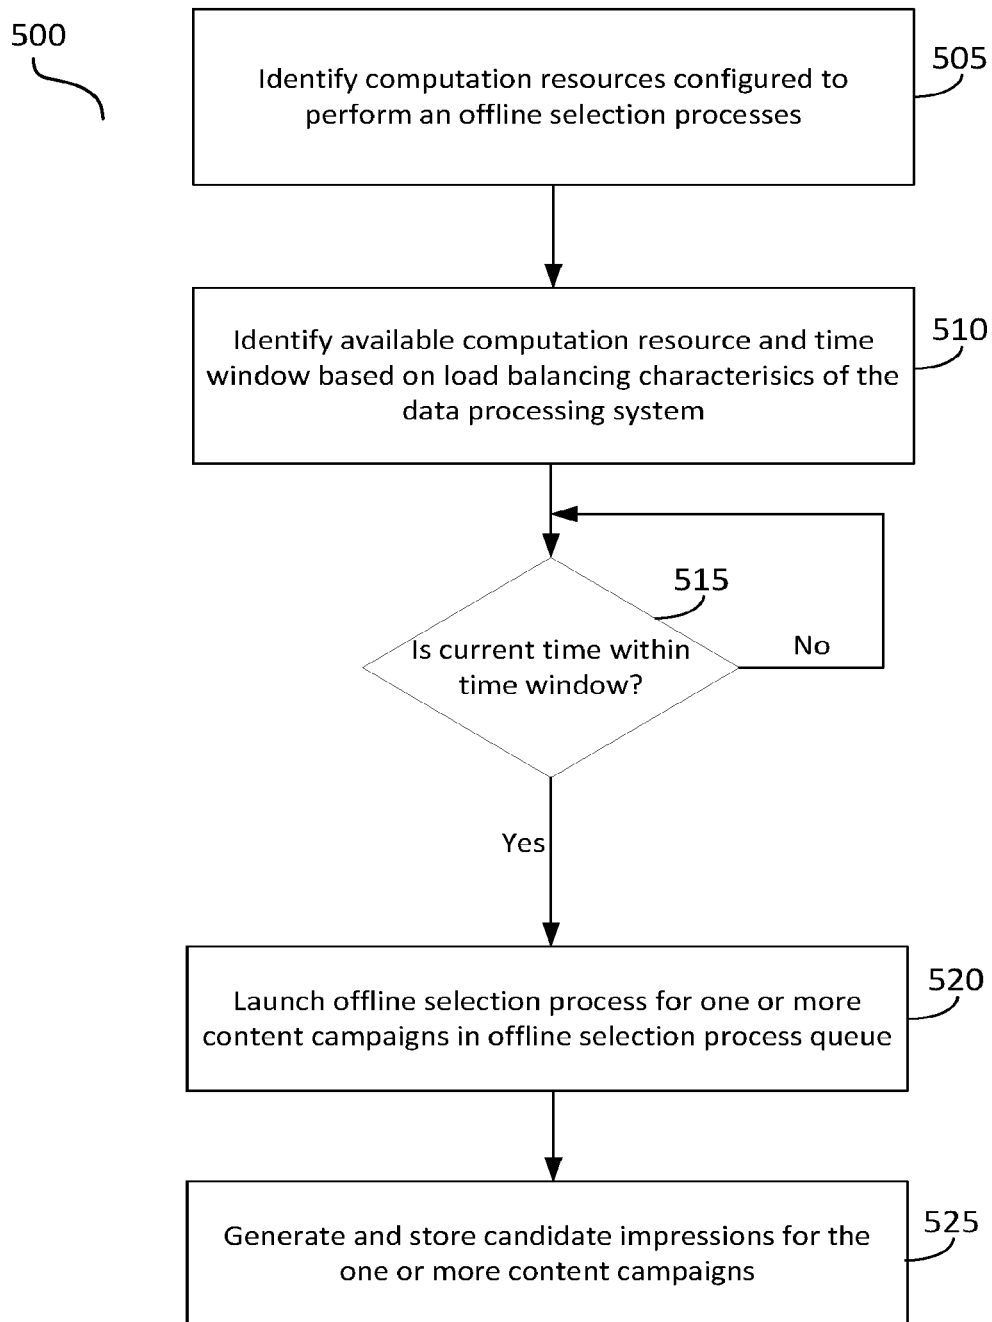 500
505
Identify computation resources configured to
perform an offline selection processes
510
Identify available computation resource and time
window based on load balancing characterisics of the
data processing system
515
Is current time within
time window?
No
Yes
520
Launch offline selection process for one or more
content campaigns in offline selection process queue
525
Generate and store candidate impressions for the
one or more content campaigns